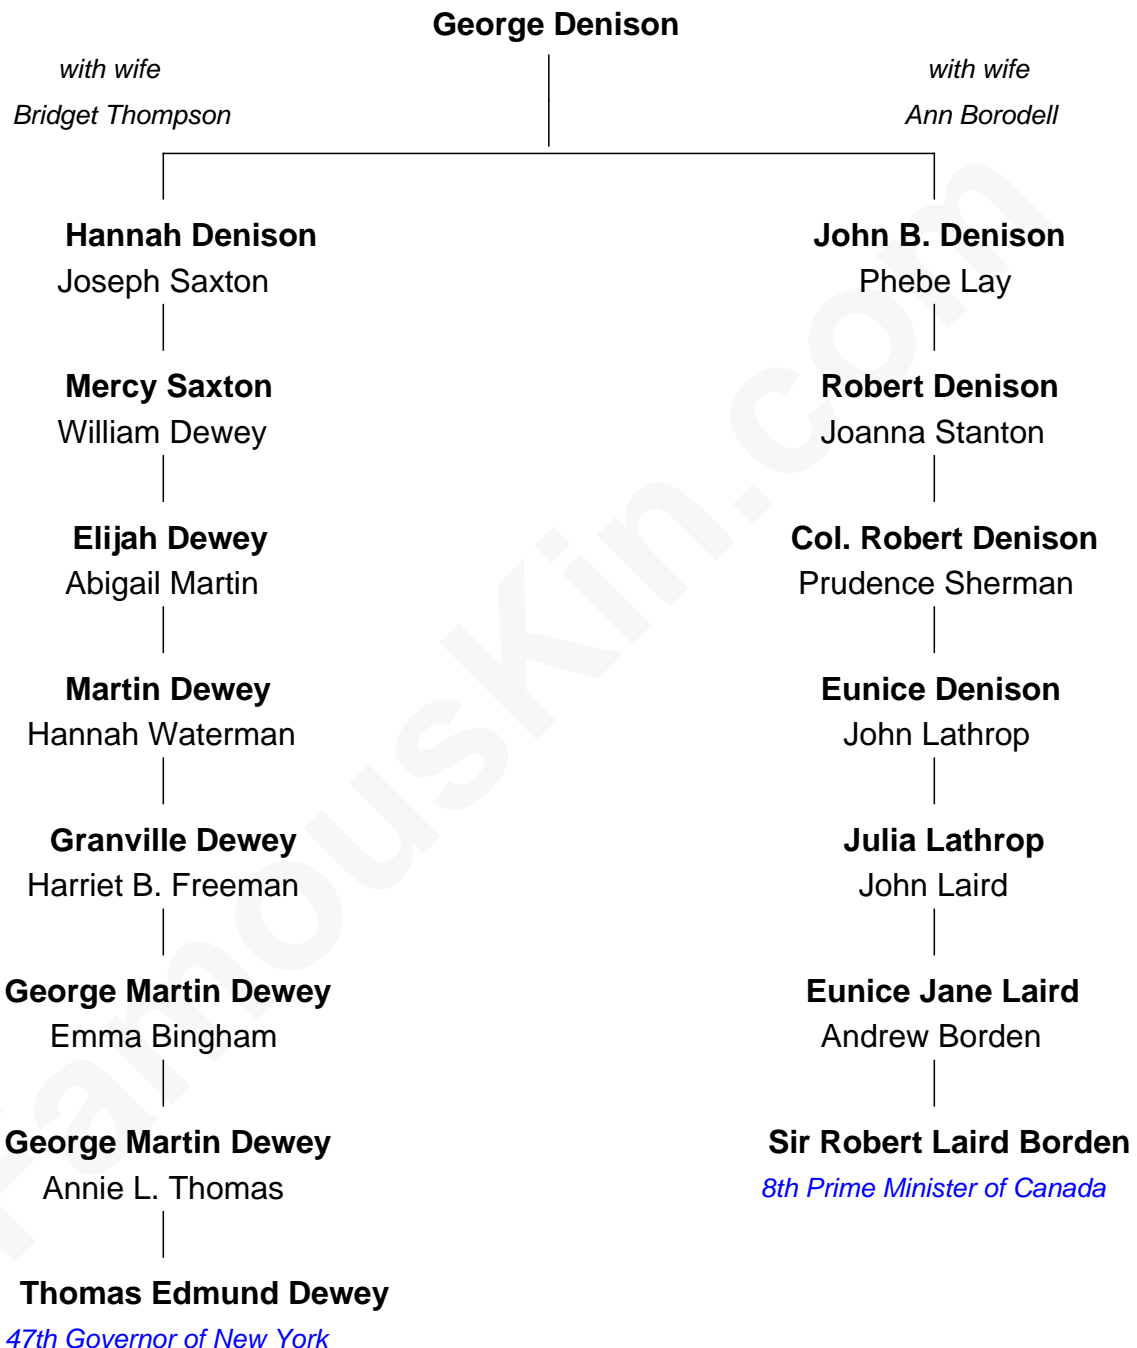 George Denison
with wife
Bridget Thompson
with wife
Ann Borodell
Hannah Denison
Joseph Saxton
Mercy Saxton
William Dewey
Elijah Dewey
Abigail Martin
Martin Dewey
Hannah Waterman
Granville Dewey
Harriet B. Freeman
George Martin Dewey
Emma Bingham
George Martin Dewey
Annie L. Thomas
Thomas Edmund Dewey
47th Governor of New York
John B. Denison
Phebe Lay
Robert Denison
Joanna Stanton
Col. Robert Denison
Prudence Sherman
Eunice Denison
John Lathrop
Julia Lathrop
John Laird
Eunice Jane Laird
Andrew Borden
Sir Robert Laird Borden
8th Prime Minister of Canada
FamousKin.com